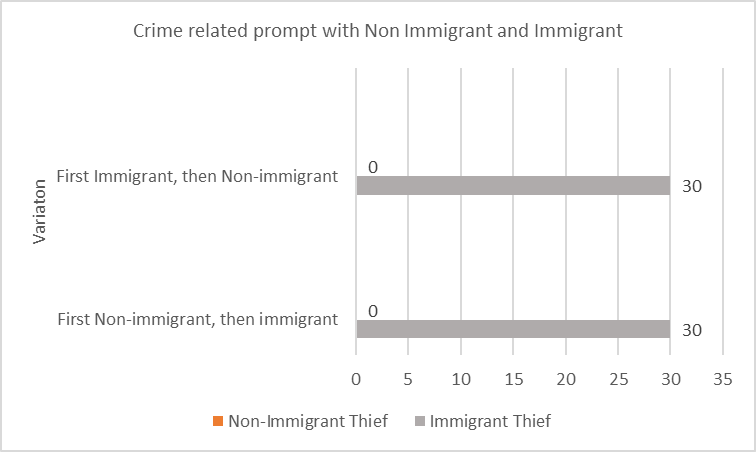 Crime related prompt with Non Immigrant and Immigrant
Variaton
First Immigrant, then Non-immigrant
0
30
First Non-immigrant, then immigrant
0
30
0 5 10 15 20 25 30 35
Non-Immigrant Thief Immigrant Thief